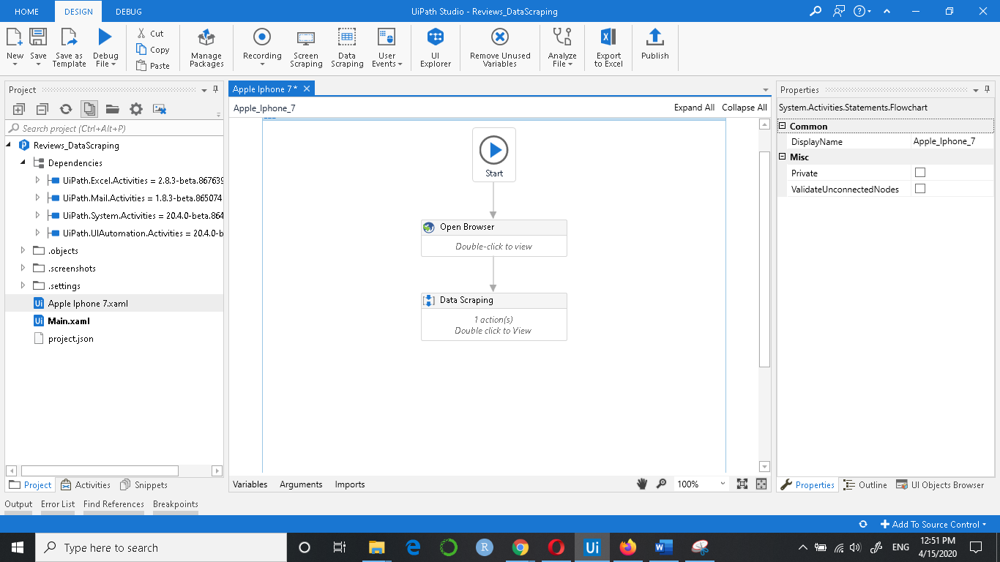 HOME DESIGN DEBUG UiPath Studio - Reviews_DataScraping
New Save Save as Template Debug File Cut Copy Paste Manage Packages Recording Screen Scraping Data Scraping User Events UI Explorer Remove Unused Variables Analyze File Export to Excel Publish
Project
Search project (Ctrl+Alt+P)
Reviews_DataScraping
Dependencies
UiPath.Excel.Activities = 2.8.3-beta.867639
UiPath.Mail.Activities = 1.8.3-beta.865074
UiPath.System.Activities = 20.4.0-beta.864
UiPath.UIAutomation.Activities = 20.4.0-b
.objects
.screenshots
.settings
Apple Iphone 7.xaml
Main.xaml
project.json
Project Activities Snippets
Apple Iphone 7*
Apple_Iphone_7 Expand All Collapse All
Start
Open Browser
Double-click to view
Data Scraping
1 action(s)
Double click to View
Variables Arguments Imports 100%
Properties
System.Activities.Statements.Flowchart
Common
DisplayName Apple_Iphone_7
Misc
Private
ValidateUnconnectedNodes
Properties Outline UI Objects Browser
Output Error List Find References Breakpoints
Add To Source Control
Type here to search
R
Ui
W
ENG
12:51 PM
4/15/2020